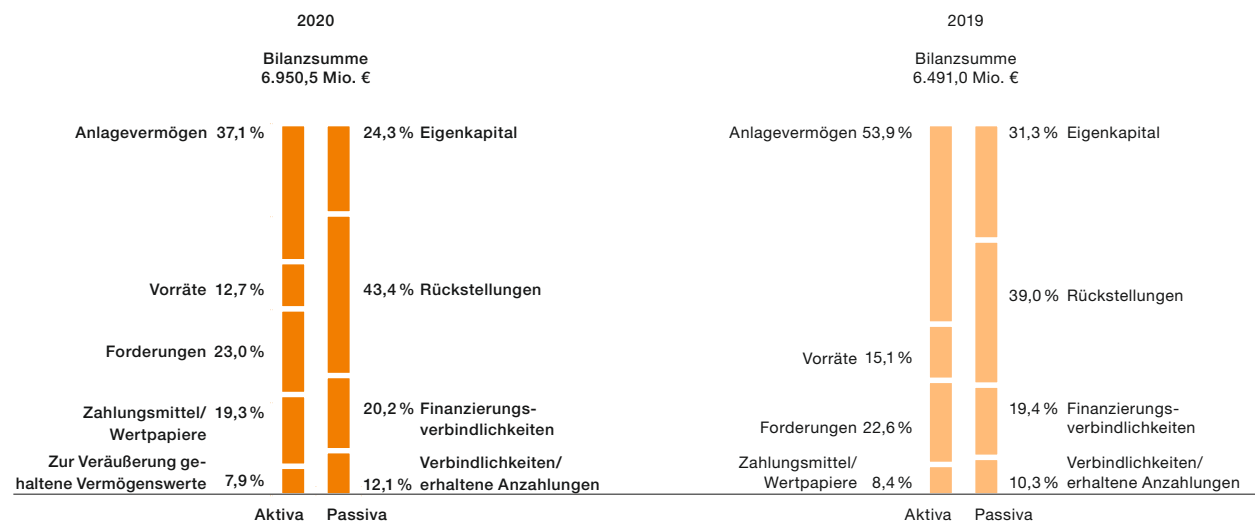 2020
Bilanzsumme
6.950,5 Mio. €
Anlagevermögen 37,1 %
24,3 % Eigenkapital
Vorräte 12,7 %
43,4 % Rückstellungen
Forderungen 23,0 %
Zahlungsmittel/ 19,3 %
Wertpapiere
20,2 % Finanzierungs-
verbindlichkeiten
Zur Veräußerung ge-
haltene Vermögenswerte 7,9 %
Verbindlichkeiten/
12,1 % erhaltene Anzahlungen
Aktiva Passiva
2019
Bilanzsumme
6.491,0 Mio. €
Anlagevermögen 53,9 %
31,3 % Eigenkapital
39,0 % Rückstellungen
Vorräte 15,1 %
19,4 % Finanzierungs-
verbindlichkeiten
Forderungen 22,6 %
Zahlungsmittel/
Wertpapiere 8,4 %
Verbindlichkeiten/
10,3 % erhaltene Anzahlungen
Aktiva Passiva